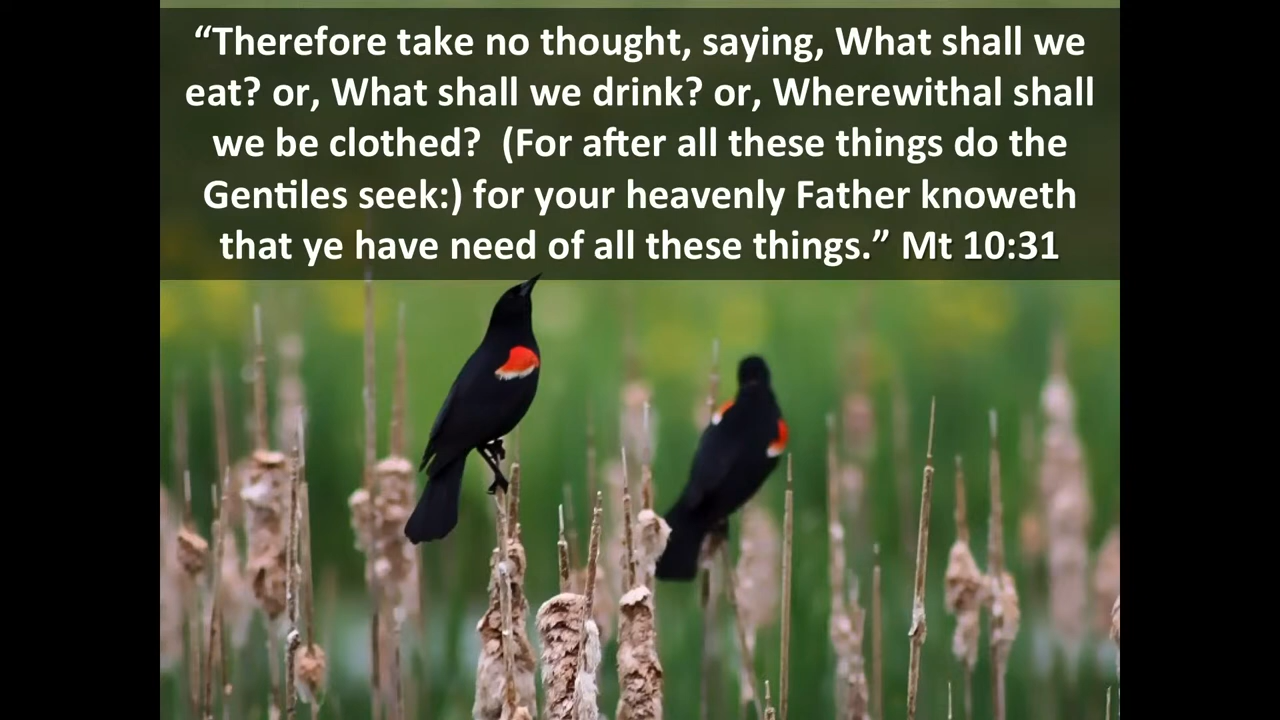 “Therefore take no thought, saying, What shall we
eat? or, What shall we drink? or, Wherewithal shall
we be clothed?  (For after all these things do the
Gentiles seek:) for your heavenly Father knoweth
that ye have need of all these things.” Mt 10:31